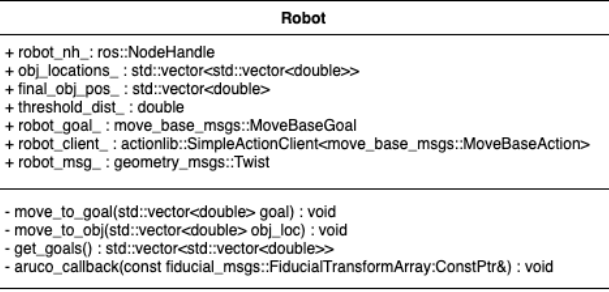 Robot
+ robot_nh_: ros::NodeHandle
+ obj_locations_ : std::vector<std::vector<double>>
+ final_obj_pos_ : std::vector<double>
+ threshold_dist_ : double
+ robot_goal_ : move_base_msgs::MoveBaseGoal
+ robot_client_ : actionlib::SimpleActionClient<move_base_msgs::MoveBaseAction>
+ robot_msg_ : geometry_msgs::Twist
- move_to_goal(std::vector<double> goal) : void
- move_to_obj(std::vector<double> obj_loc) : void
- get_goals() : std::vector<std::vector<double>>
- aruco_callback(const fiducial_msgs::FiducialTransformArray:ConstPtr&) : void